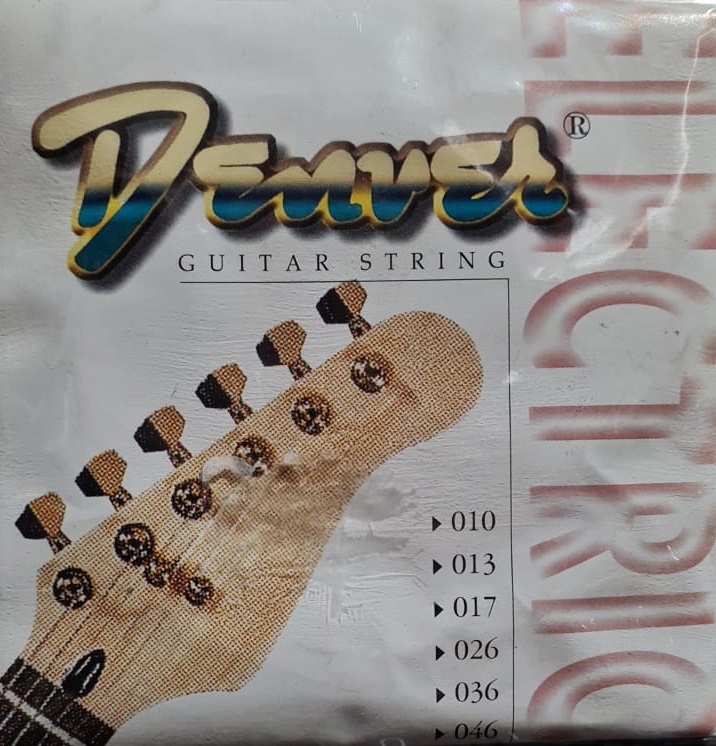 Denver ®
GUITAR STRING
ELECTRIC
010
013
017
026
036
046